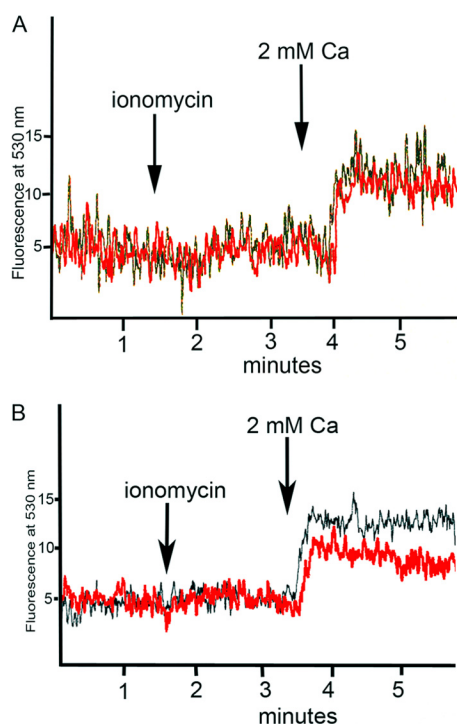 A
2 mM Ca
ionomycin
Fluorescence at 530 nm
15
10
5
1 2 3 4 5
minutes
B
2 mM Ca
ionomycin
Fluorescence at 530 nm
15
10
5
1 2 3 4 5
minutes